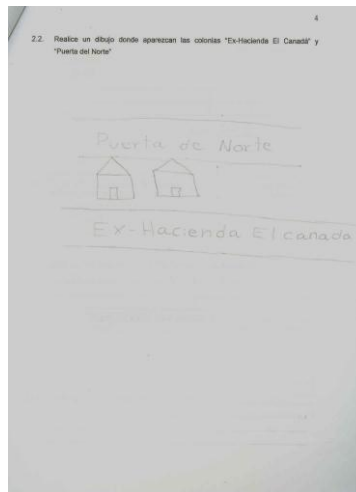 4
2.2. Realice un dibujo donde aparezcan las colonias "Ex-Hacienda El Canadá" y
"Puerta del Norte"
Puerta de Norte
Ex-Hacienda El canada